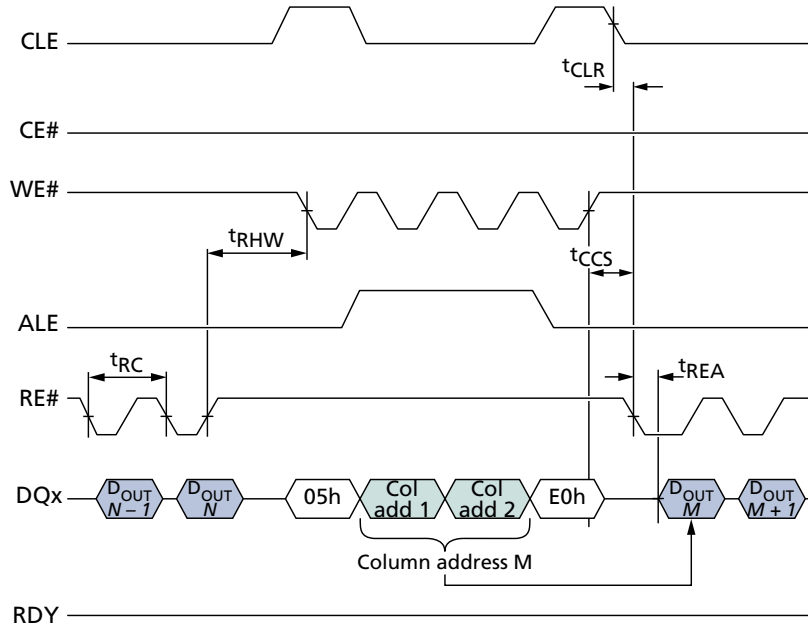 CLE
tCLR
CE#
WE#
tRHW
tCCS
ALE
tRC
tREA
RE#
DQx
DOUT
N – 1
DOUT
N
05h
Col
add 1
Col
add 2
E0h
DOUT
M
DOUT
M + 1
Column address M
RDY